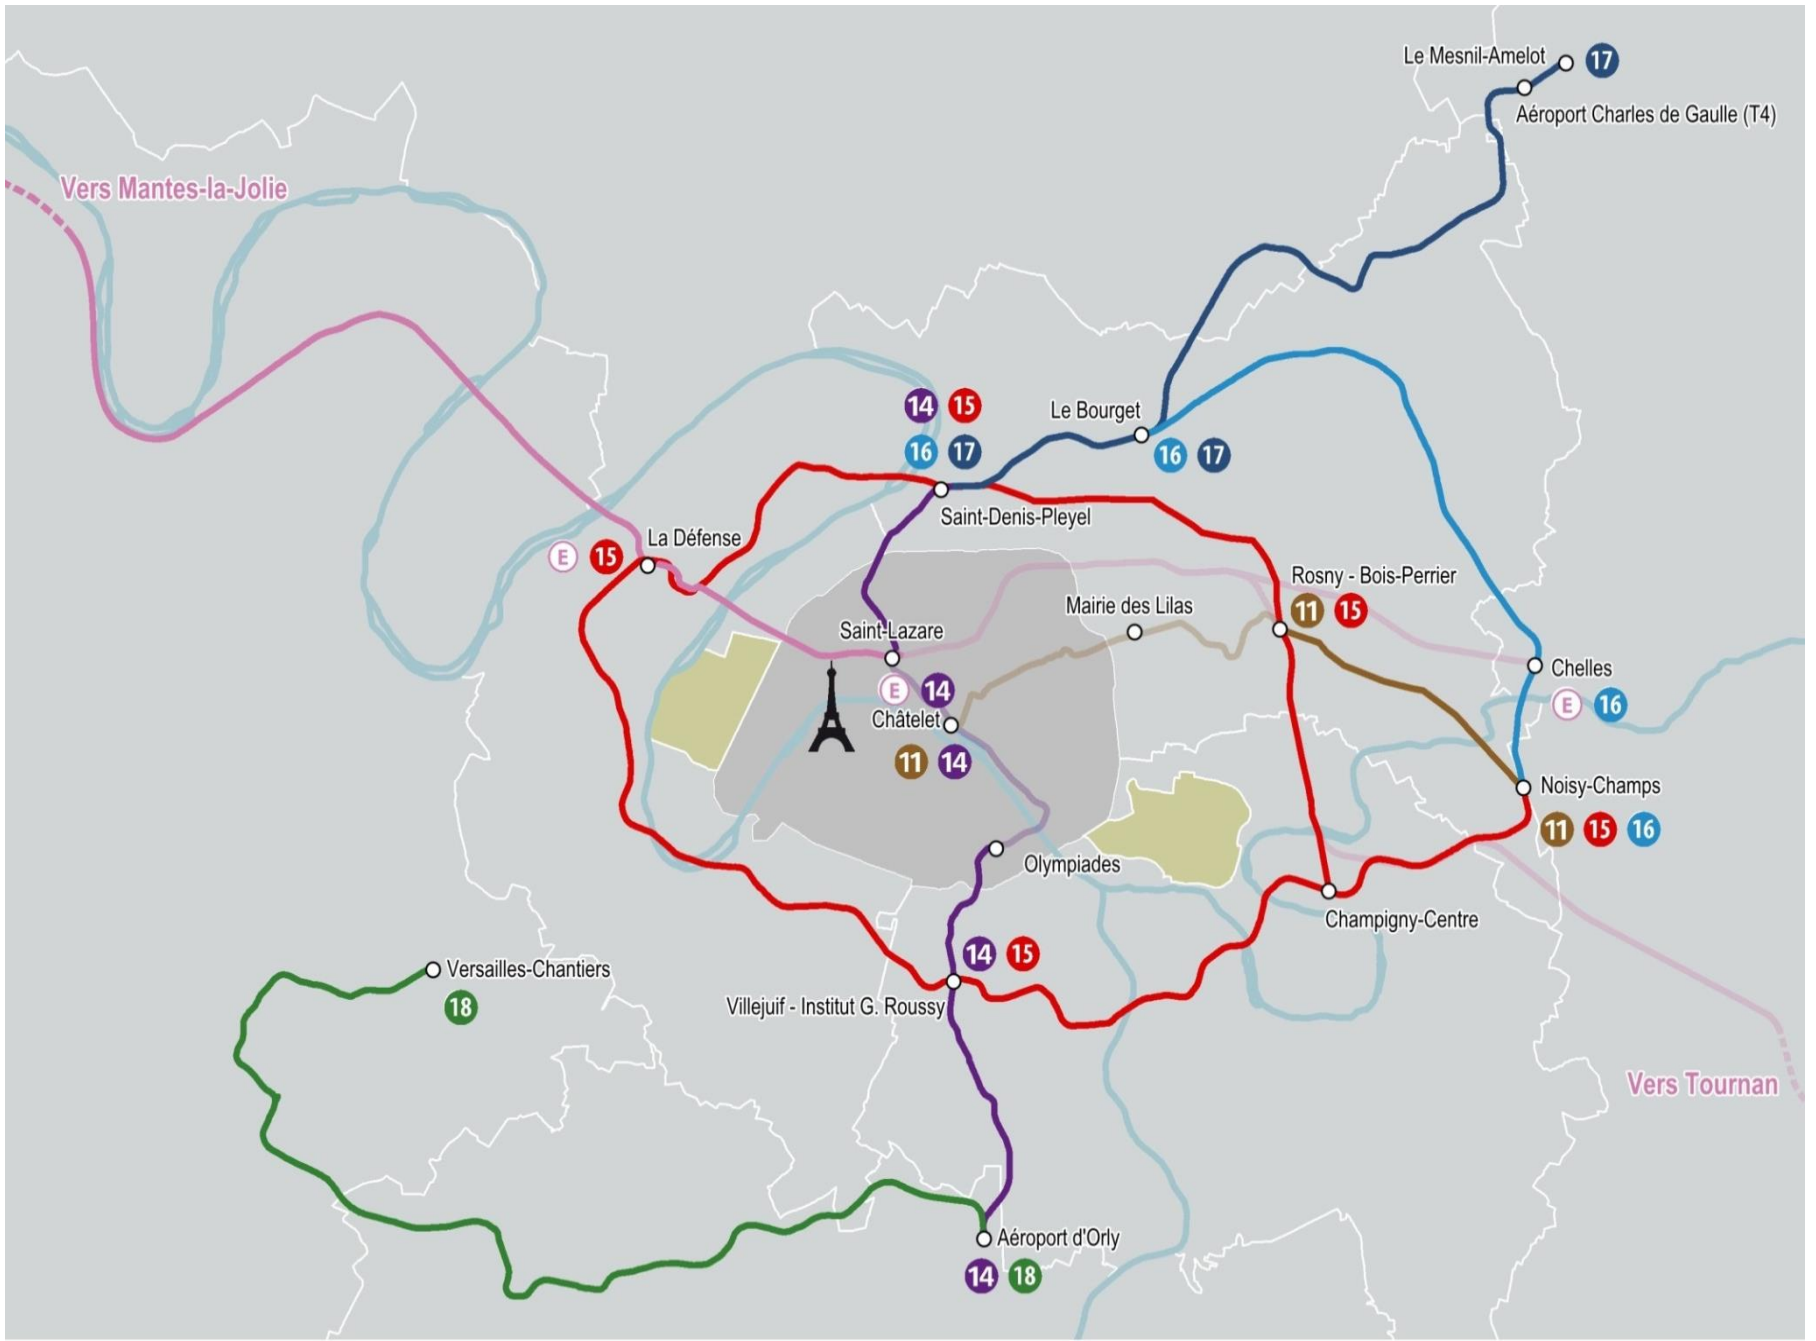 Le Mesnil-Amelot 17
Aéroport Charles de Gaulle (T4)
Vers Mantes-la-Jolie
14 15
16 17
Le Bourget
16 17
Saint-Denis-Pleyel
La Défense
E 15
Rosny - Bois-Perrier
11 15
Mairie des Lilas
Saint-Lazare
E 14
Chelles
E 16
Châtelet
11 14
Noisy-Champs
11 15 16
Olympiades
Champigny-Centre
14 15
Villejuif - Institut G. Roussy
Versailles-Chantiers
18
Vers Tournan
Aéroport d'Orly
14 18